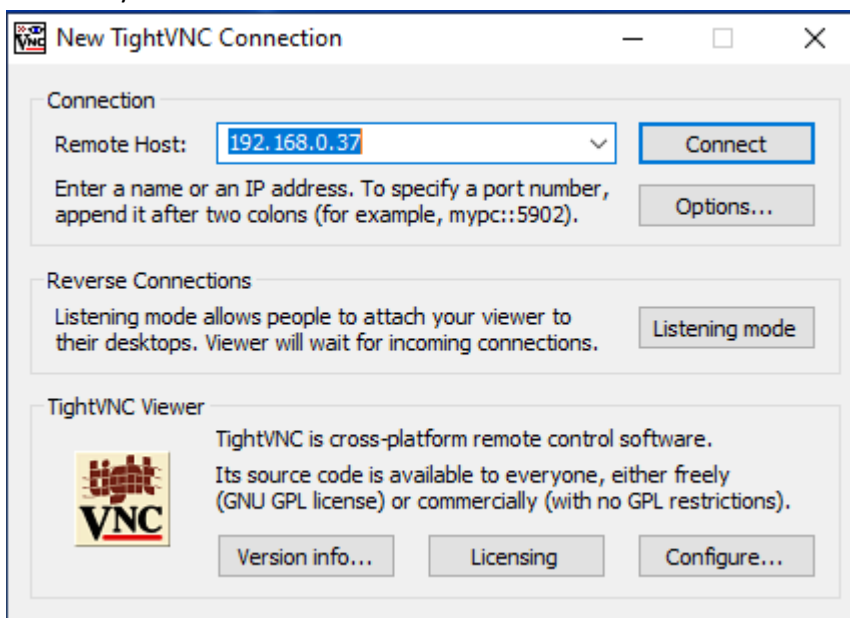 New TightVNC Connection
Connection
Remote Host: 192.168.0.37 Connect
Enter a name or an IP address. To specify a port number,
append it after two colons (for example, mypc::5902).
Options...
Reverse Connections
Listening mode allows people to attach your viewer to
their desktops. Viewer will wait for incoming connections.
Listening mode
TightVNC Viewer
TightVNC is cross-platform remote control software.
Its source code is available to everyone, either freely
(GNU GPL license) or commercially (with no GPL restrictions).
tight
VNC
Version info... Licensing Configure...